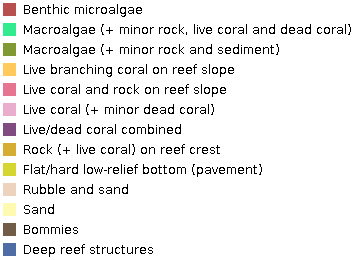 Benthic microalgae
Macroalgae (+ minor rock, live coral and dead coral)
Macroalgae (+ minor rock and sediment)
Live branching coral on reef slope
Live coral and rock on reef slope
Live coral (+ minor dead coral)
Live/dead coral combined
Rock (+ live coral) on reef crest
Flat/hard low-relief bottom (pavement)
Rubble and sand
Sand
Bommies
Deep reef structures